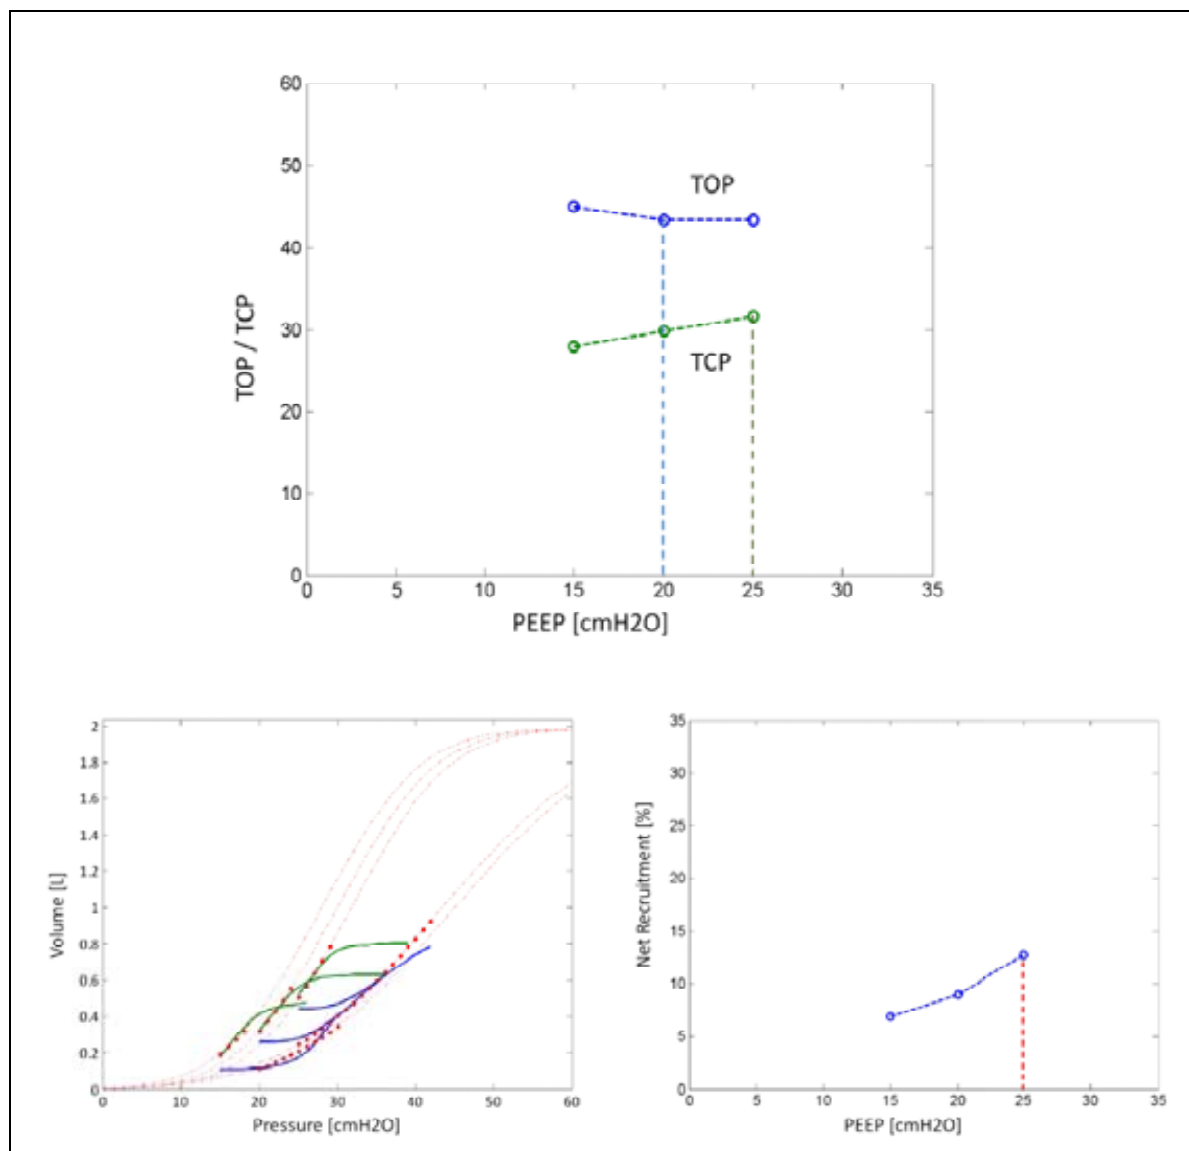 60
50
40
30
20
10
0
TOP / TCP
TOP
TCP
0 5 10 15 20 25 30 35
PEEP [cmH2O]
2
1.8
1.6
1.4
1.2
1
0.8
0.6
0.4
0.2
0
Volume [L]
0 10 20 30 40 50 60
Pressure [cmH2O]
35
30
25
20
15
10
5
0
Net Recruitment [%]
0 5 10 15 20 25 30 35
PEEP [cmH2O]